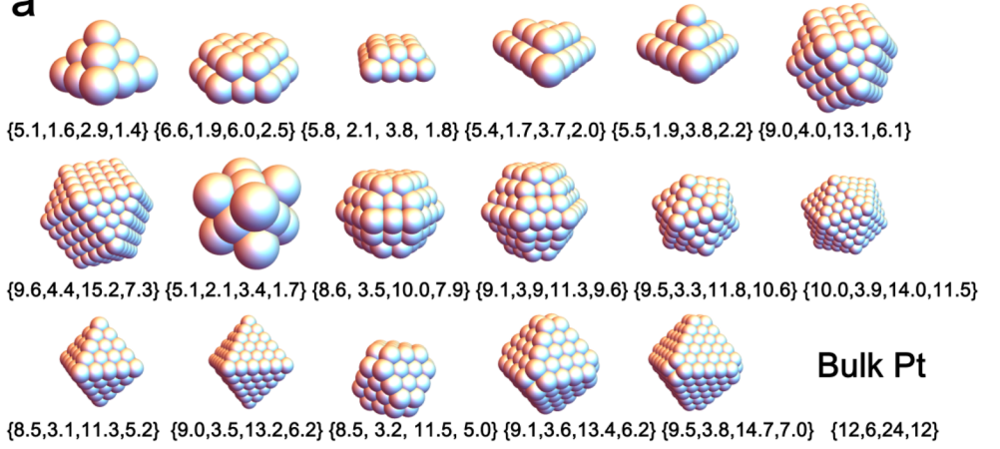 a
{5.1,1.6,2.9,1.4} {6.6,1.9,6.0,2.5} {5.8, 2.1, 3.8, 1.8} {5.4,1.7,3.7,2.0} {5.5,1.9,3.8,2.2} {9.0,4.0,13.1,6.1}
{9.6,4.4,15.2,7.3} {5.1,2.1,3.4,1.7} {8.6, 3.5,10.0,7.9} {9.1,3,9,11.3,9.6} {9.5,3.3,11.8,10.6} {10.0,3.9,14.0,11.5}
Bulk Pt
{8.5,3.1,11.3,5.2} {9.0,3.5,13.2,6.2} {8.5, 3.2, 11.5, 5.0} {9.1,3.6,13.4,6.2} {9.5,3.8,14.7,7.0} {12,6,24,12}